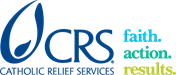 CRS
CATHOLIC RELIEF SERVICES
faith.
action.
results.